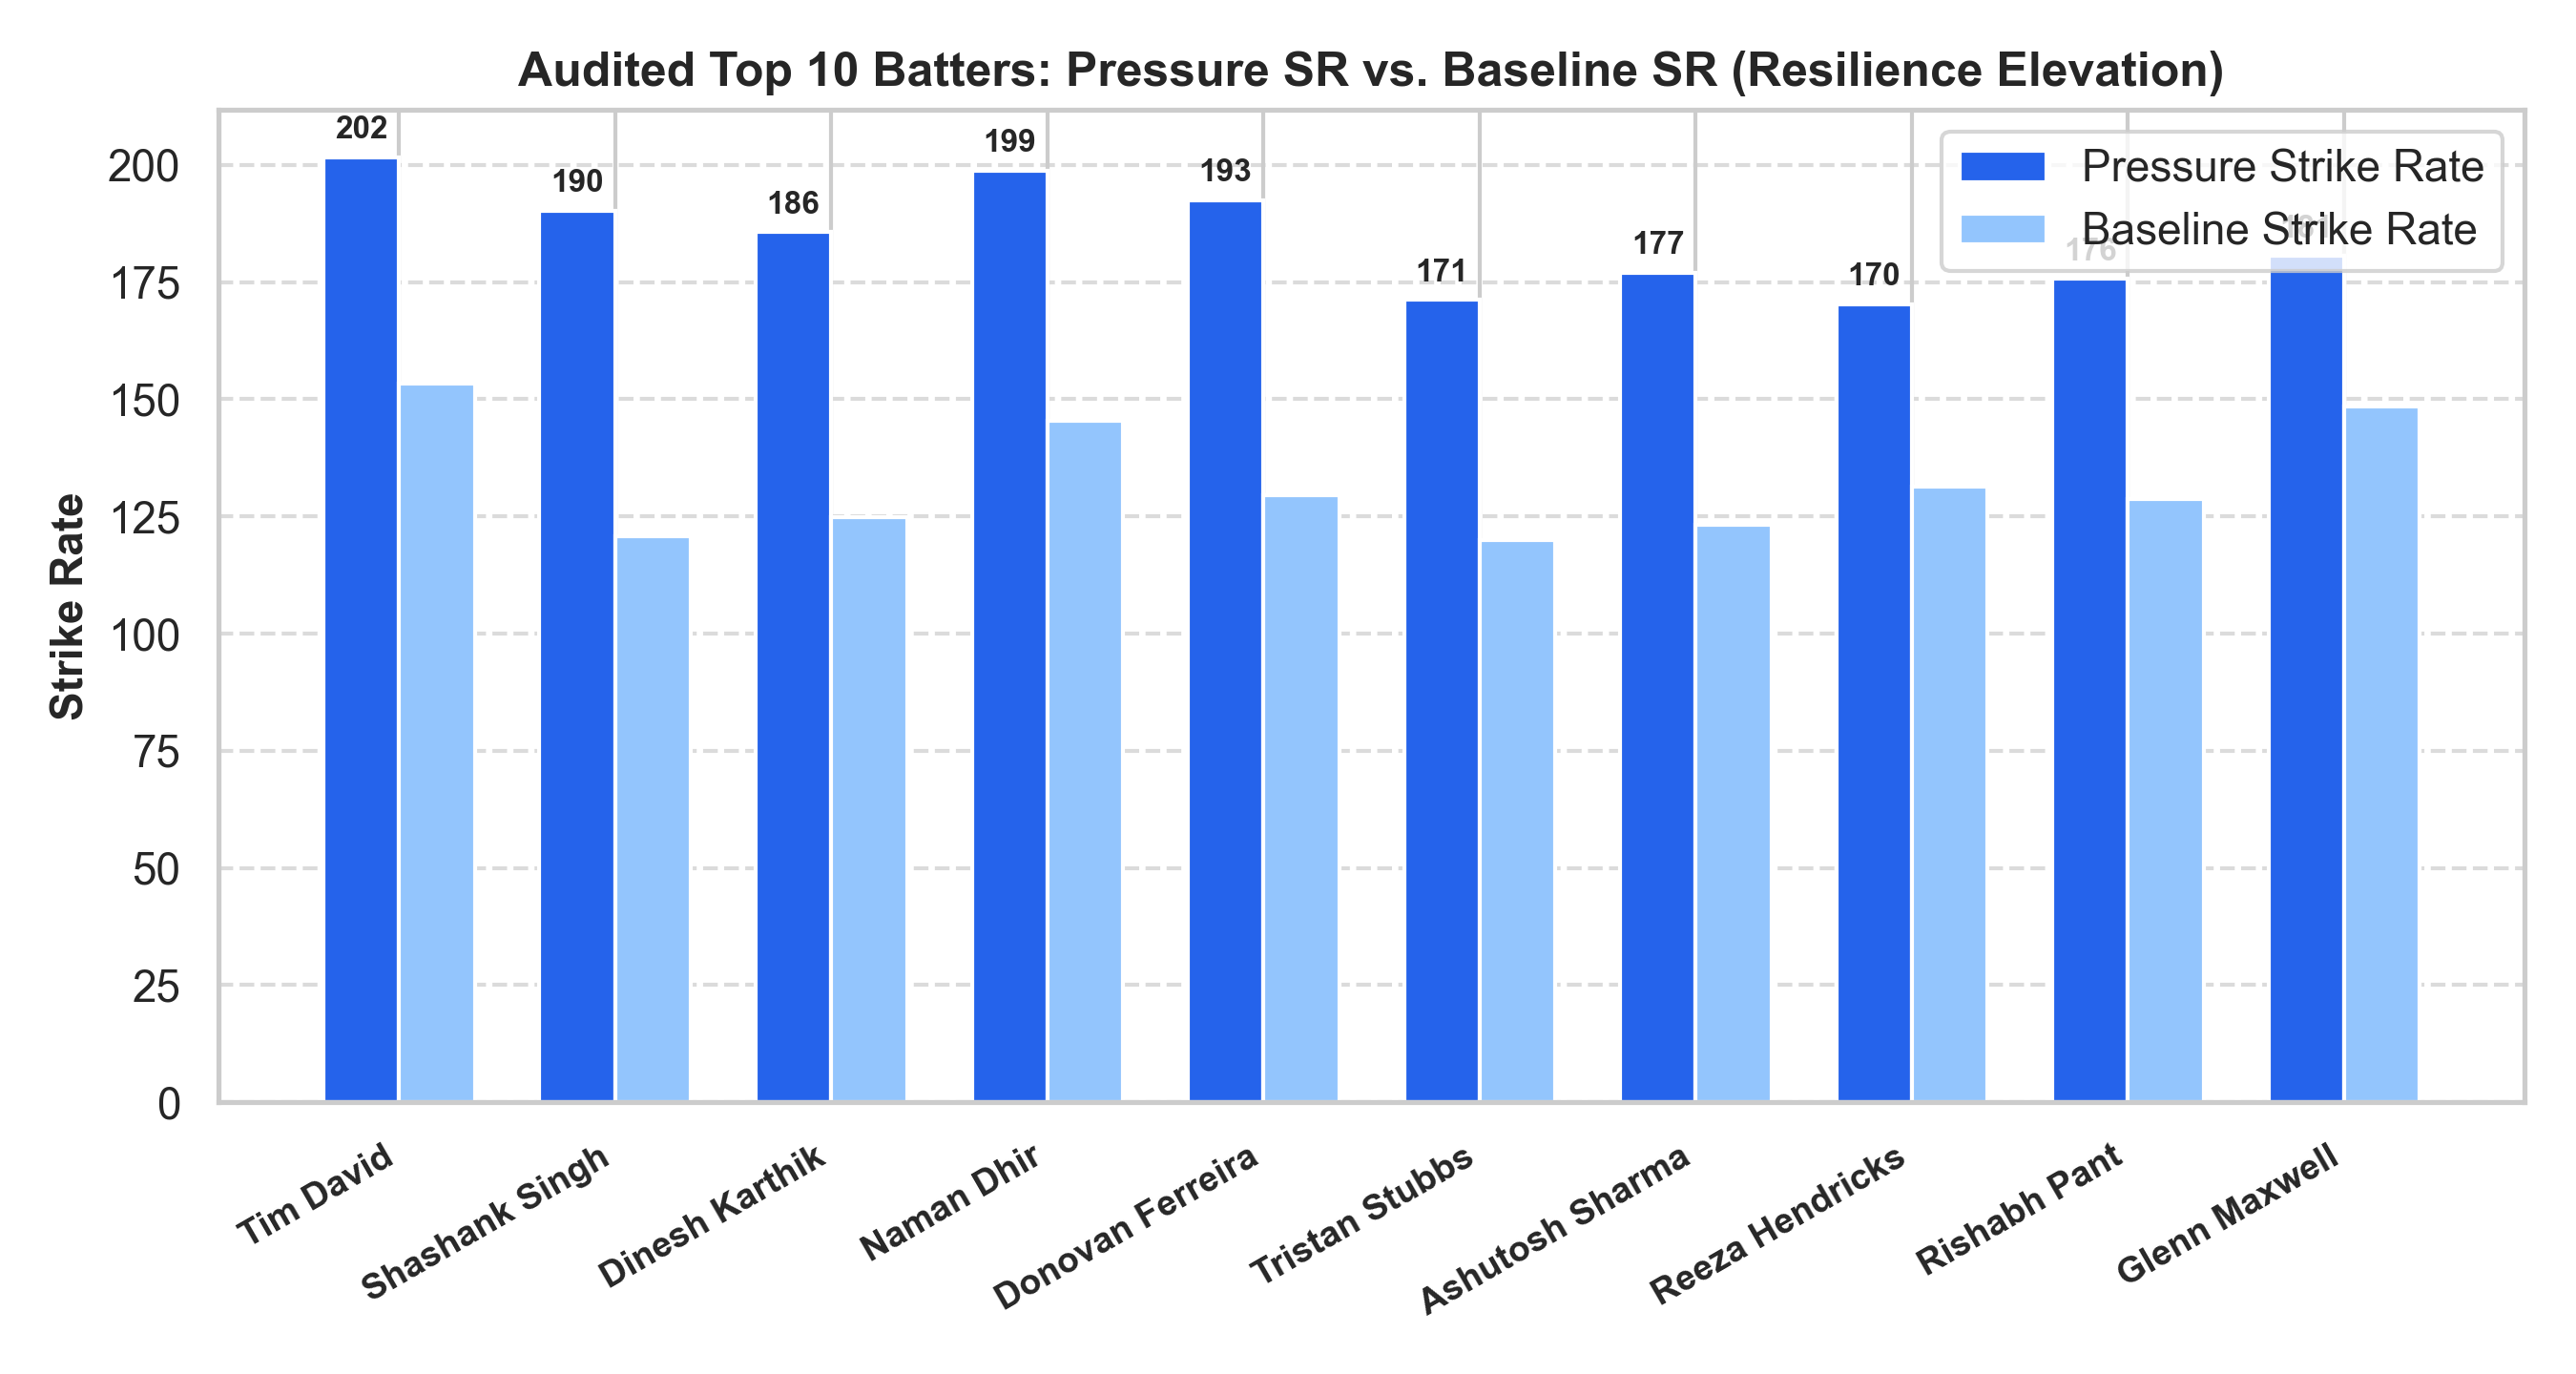 Audited Top 10 Batters: Pressure SR vs. Baseline SR (Resilience Elevation)
Pressure Strike Rate
Baseline Strike Rate
202
190
186
199
193
171
177
170
176
Strike Rate
200
175
150
125
100
75
50
25
0
Tim David
Shashank Singh
Dinesh Karthik
Naman Dhir
Donovan Ferreira
Tristan Stubbs
Ashutosh Sharma
Reeza Hendricks
Rishabh Pant
Glenn Maxwell